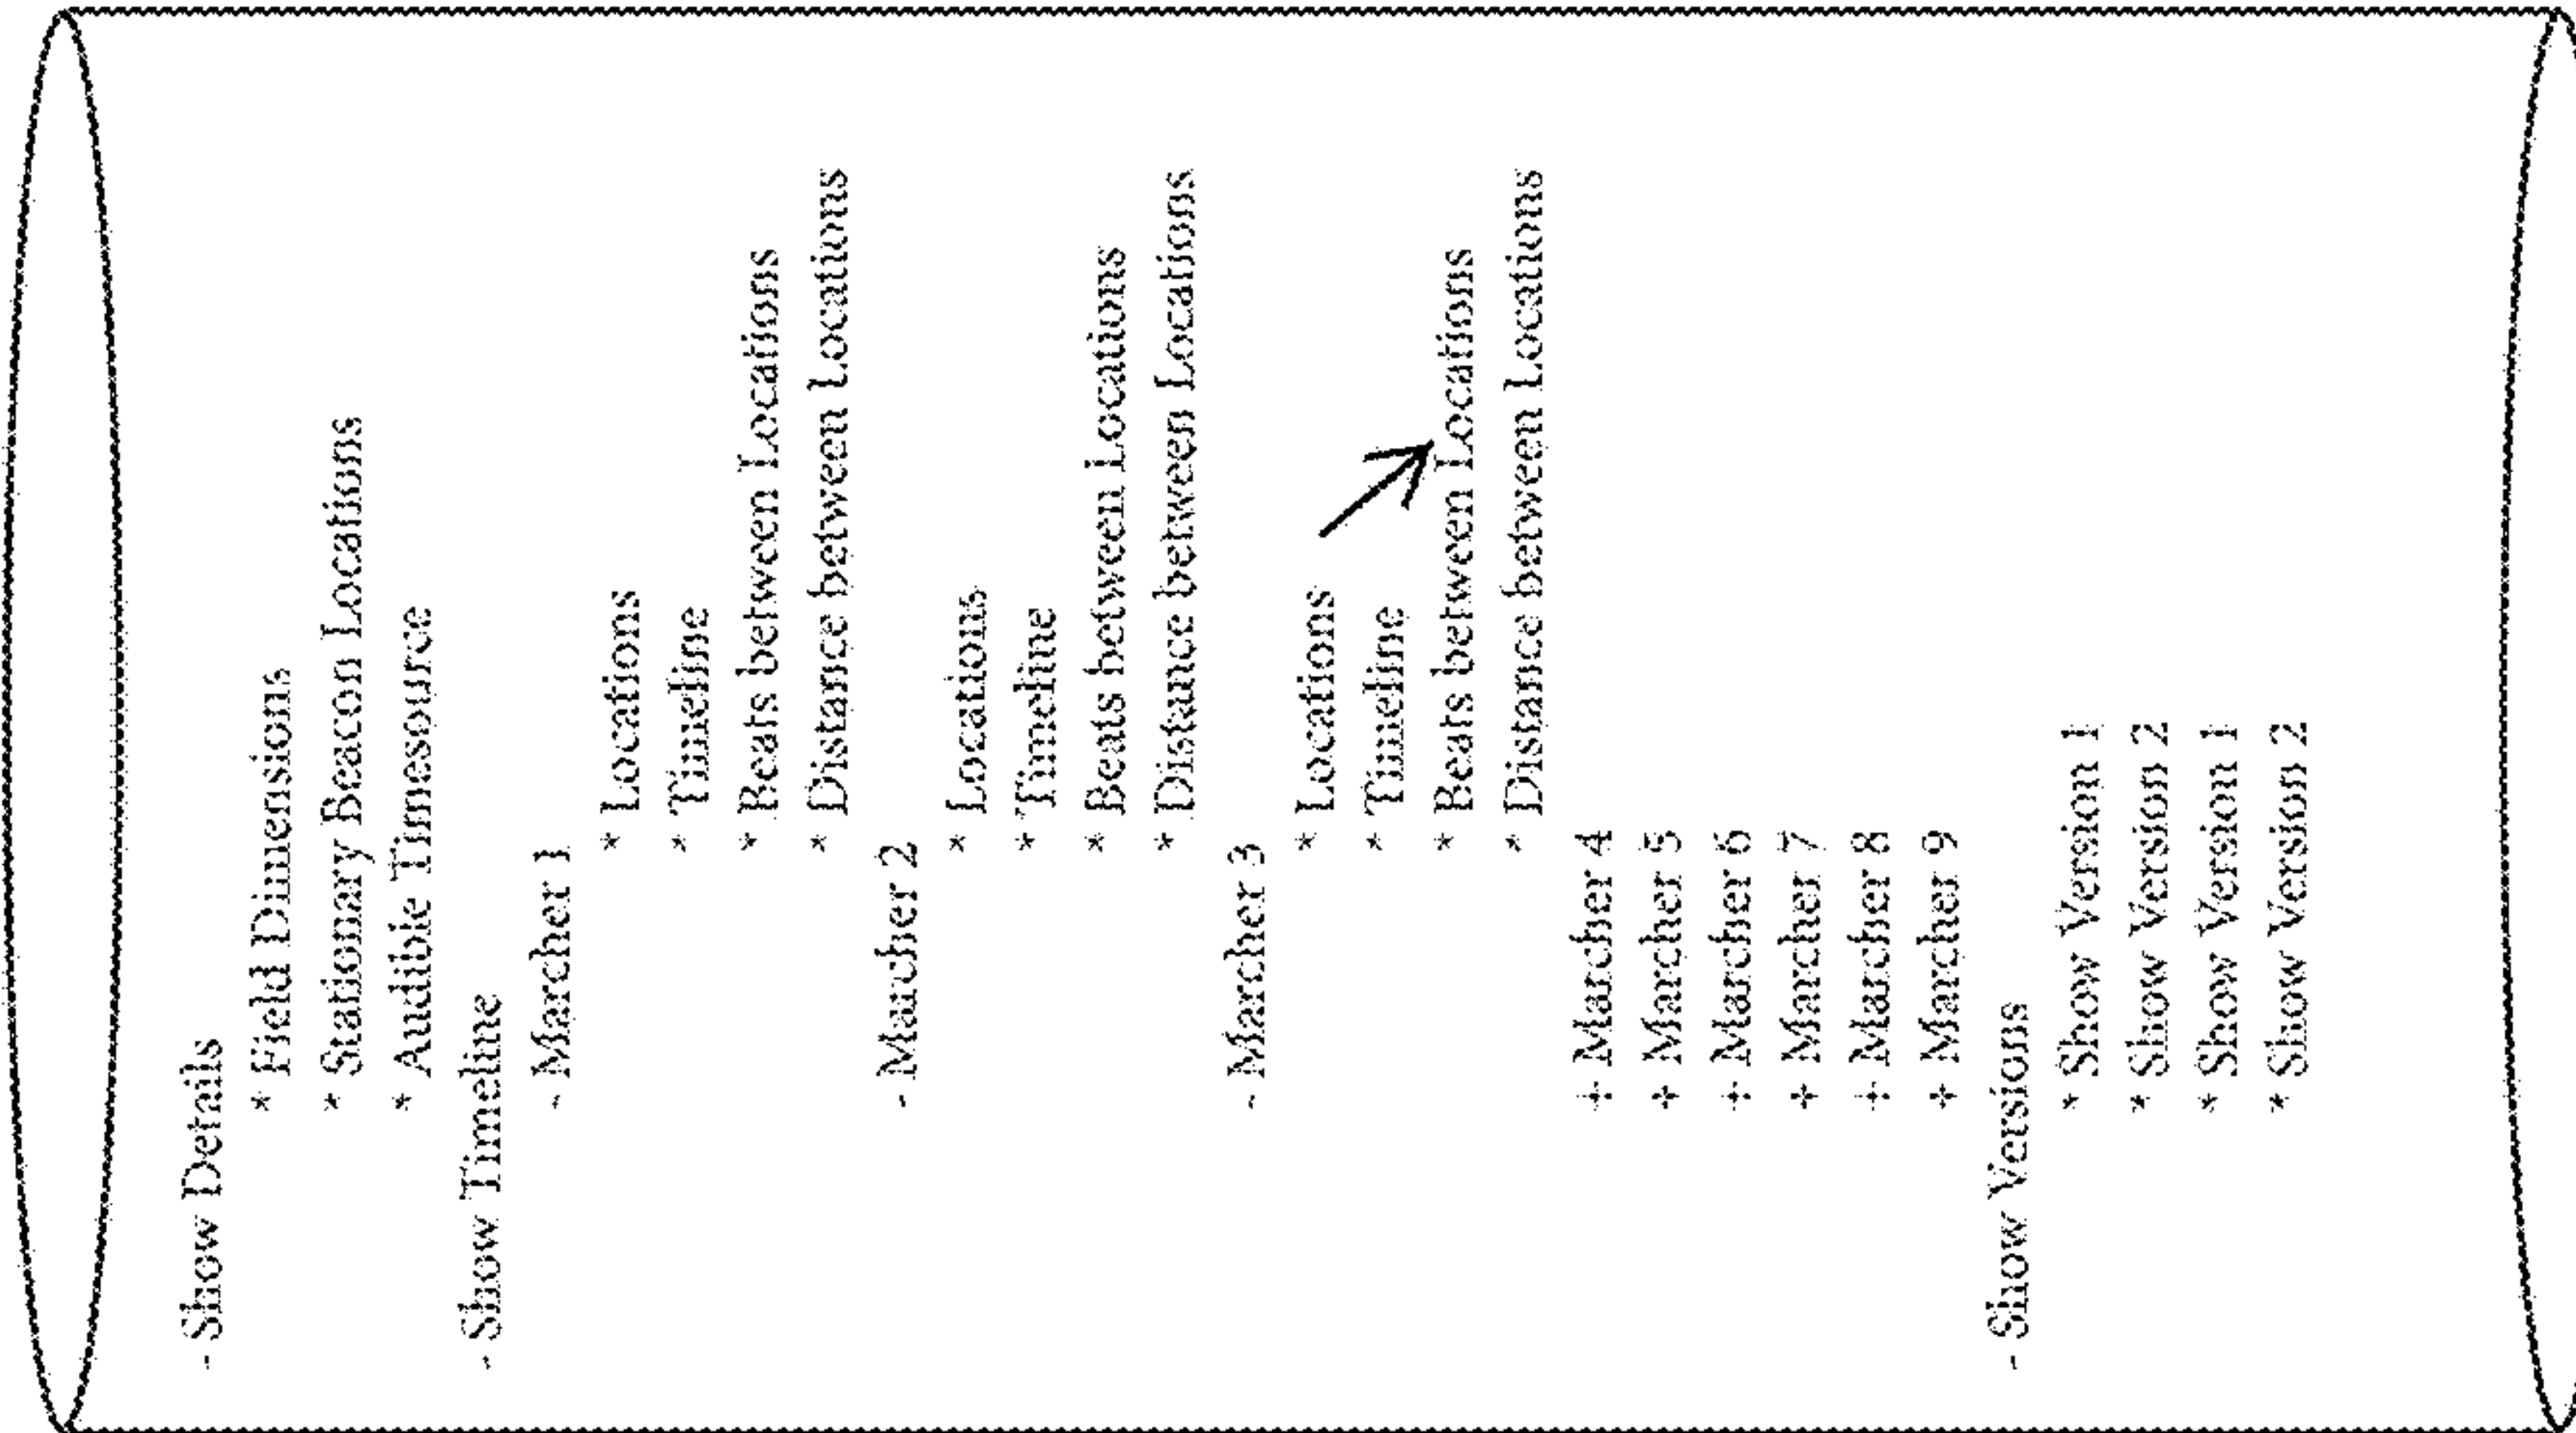 - Show Details
* Field Dimensions
* Stationary Beacon Locations
* Audible Timesource
- Show Timeline
- Marcher 1
* Locations
* Timeline
* Beats between Locations
* Distance between Locations
- Marcher 2
* Locations
* Timeline
* Beats between Locations
* Distance between Locations
- Marcher 3
* Locations
* Timeline
* Beats between Locations
* Distance between Locations
+ Marcher 4
+ Marcher 5
+ Marcher 6
+ Marcher 7
+ Marcher 8
+ Marcher 9
- Show Versions
* Show Version 1
* Show Version 2
* Show Version 1
* Show Version 2